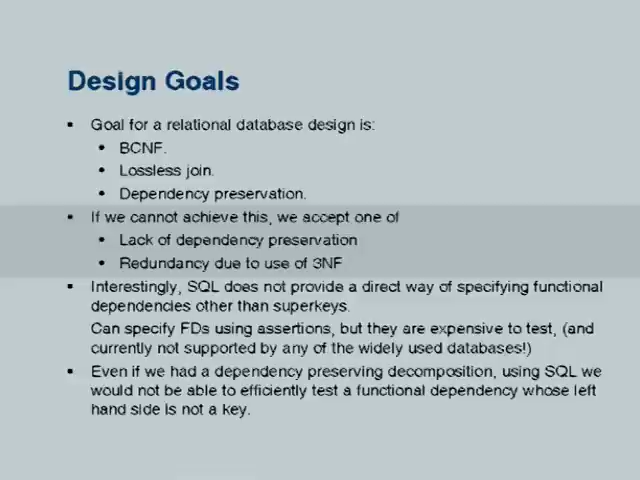 Design Goals
▪ Goal for a relational database design is:
• BCNF.
• Lossless join.
• Dependency preservation.
▪ If we cannot achieve this, we accept one of
• Lack of dependency preservation
• Redundancy due to use of 3NF
▪ Interestingly, SQL does not provide a direct way of specifying functional
dependencies other than superkeys.
Can specify FDs using assertions, but they are expensive to test, (and
currently not supported by any of the widely used databases!)
▪ Even if we had a dependency preserving decomposition, using SQL we
would not be able to efficiently test a functional dependency whose left
hand side is not a key.